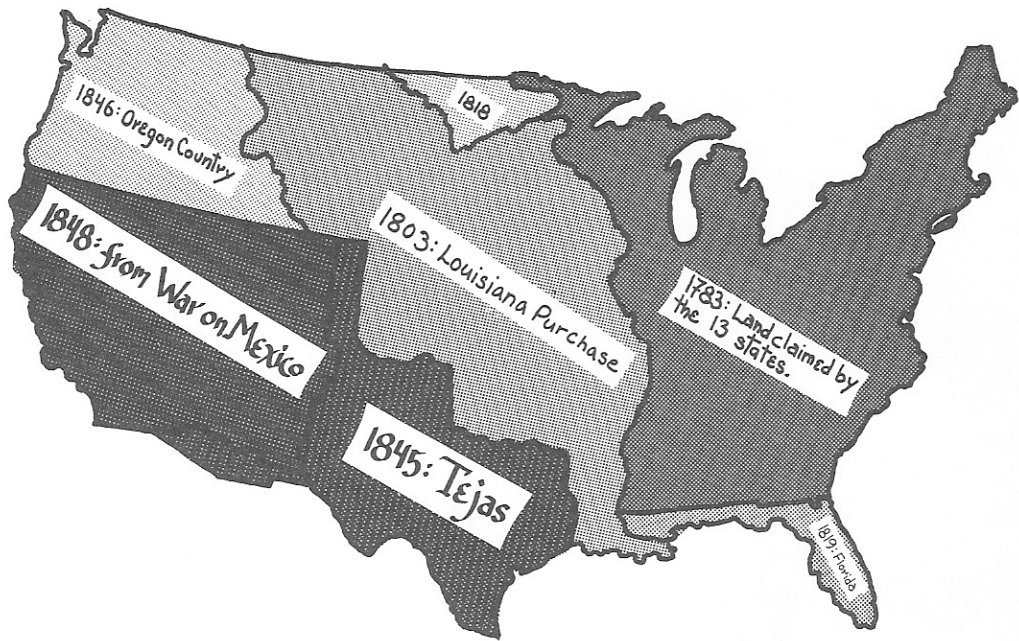 1846: Oregon Country
1818
1848: from War on Mexico
1803: Louisiana Purchase
1783: Land claimed by
the 13 states.
1845: Tejas
1819: Florida